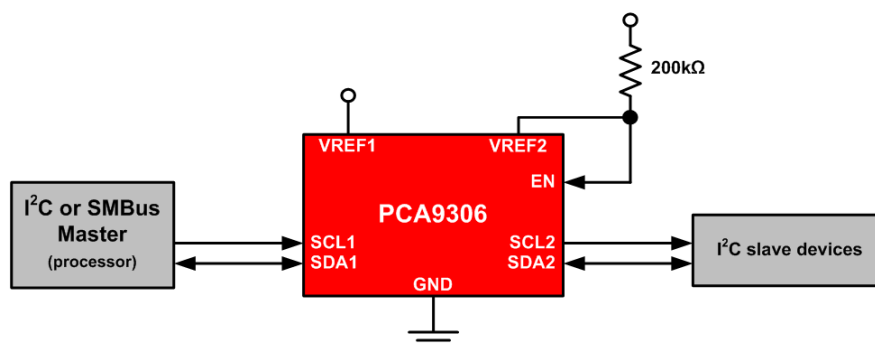 200kΩ
VREF1
VREF2
EN
I²C or SMBus
Master
(processor)
PCA9306
SCL1
SDA1
SCL2
SDA2
I²C slave devices
GND